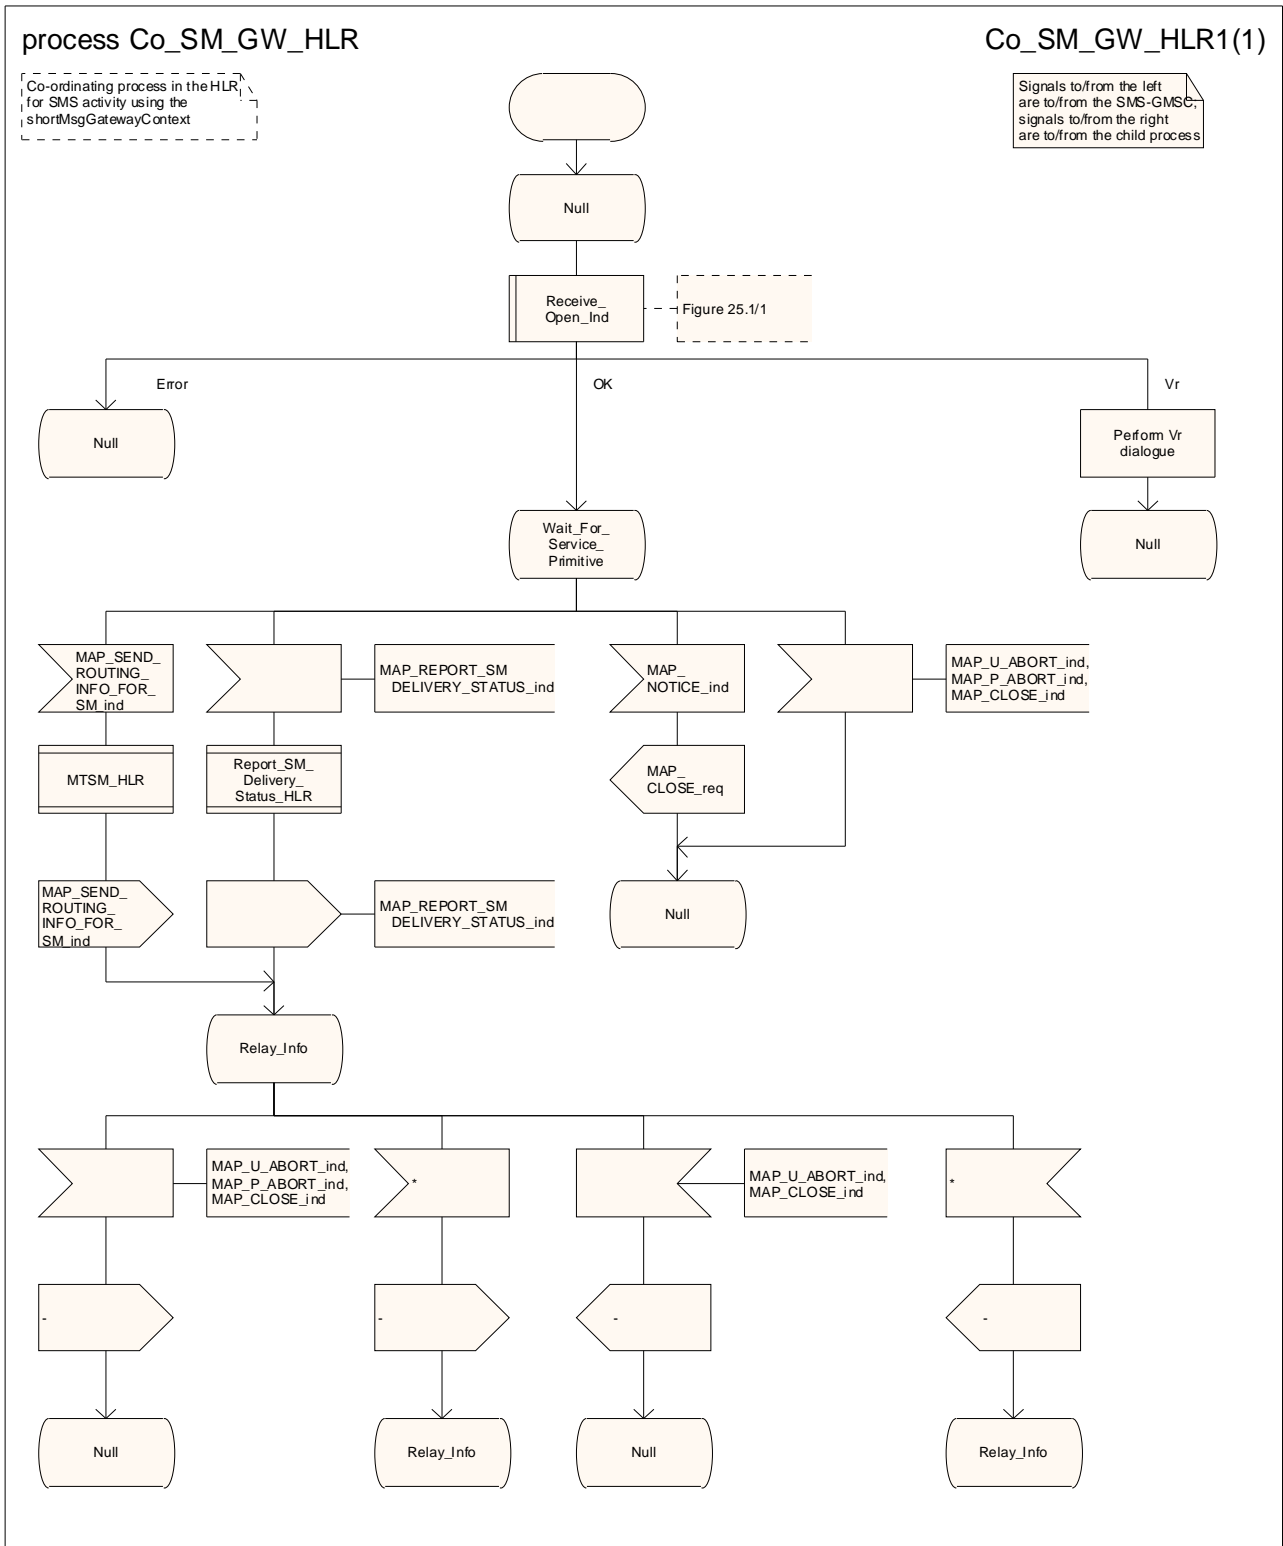 process Co_SM_GW_HLR
Co_SM_GW_HLR1(1)
Co-ordinating process in the HLR
for SMS activity using the
shortMsgGatewayContext
Signals to/from the left
are to/from the SMS-GMSC;
signals to/from the right
are to/from the child process
Null
Receive_
Open_Ind
Figure 25.1/1
Error
OK
Vr
Null
Perform Vr
dialogue
Wait_For_
Service_
Primitive
Null
MAP_SEND_
ROUTING_
INFO_FOR_
SM_ind
MAP_REPORT_SM
DELIVERY_STATUS_ind
MAP_
NOTICE_ind
MAP_U_ABORT_ind,
MAP_P_ABORT_ind,
MAP_CLOSE_ind
MTSM_HLR
Report_SM_
Delivery_
Status_HLR
MAP_
CLOSE_req
MAP_SEND_
ROUTING_
INFO_FOR_
SM_ind
MAP_REPORT_SM
DELIVERY_STATUS_ind
Null
Relay_Info
MAP_U_ABORT_ind,
MAP_P_ABORT_ind,
MAP_CLOSE_ind
*
MAP_U_ABORT_ind,
MAP_CLOSE_ind
*
-
-
-
-
Null
Relay_Info
Null
Relay_Info